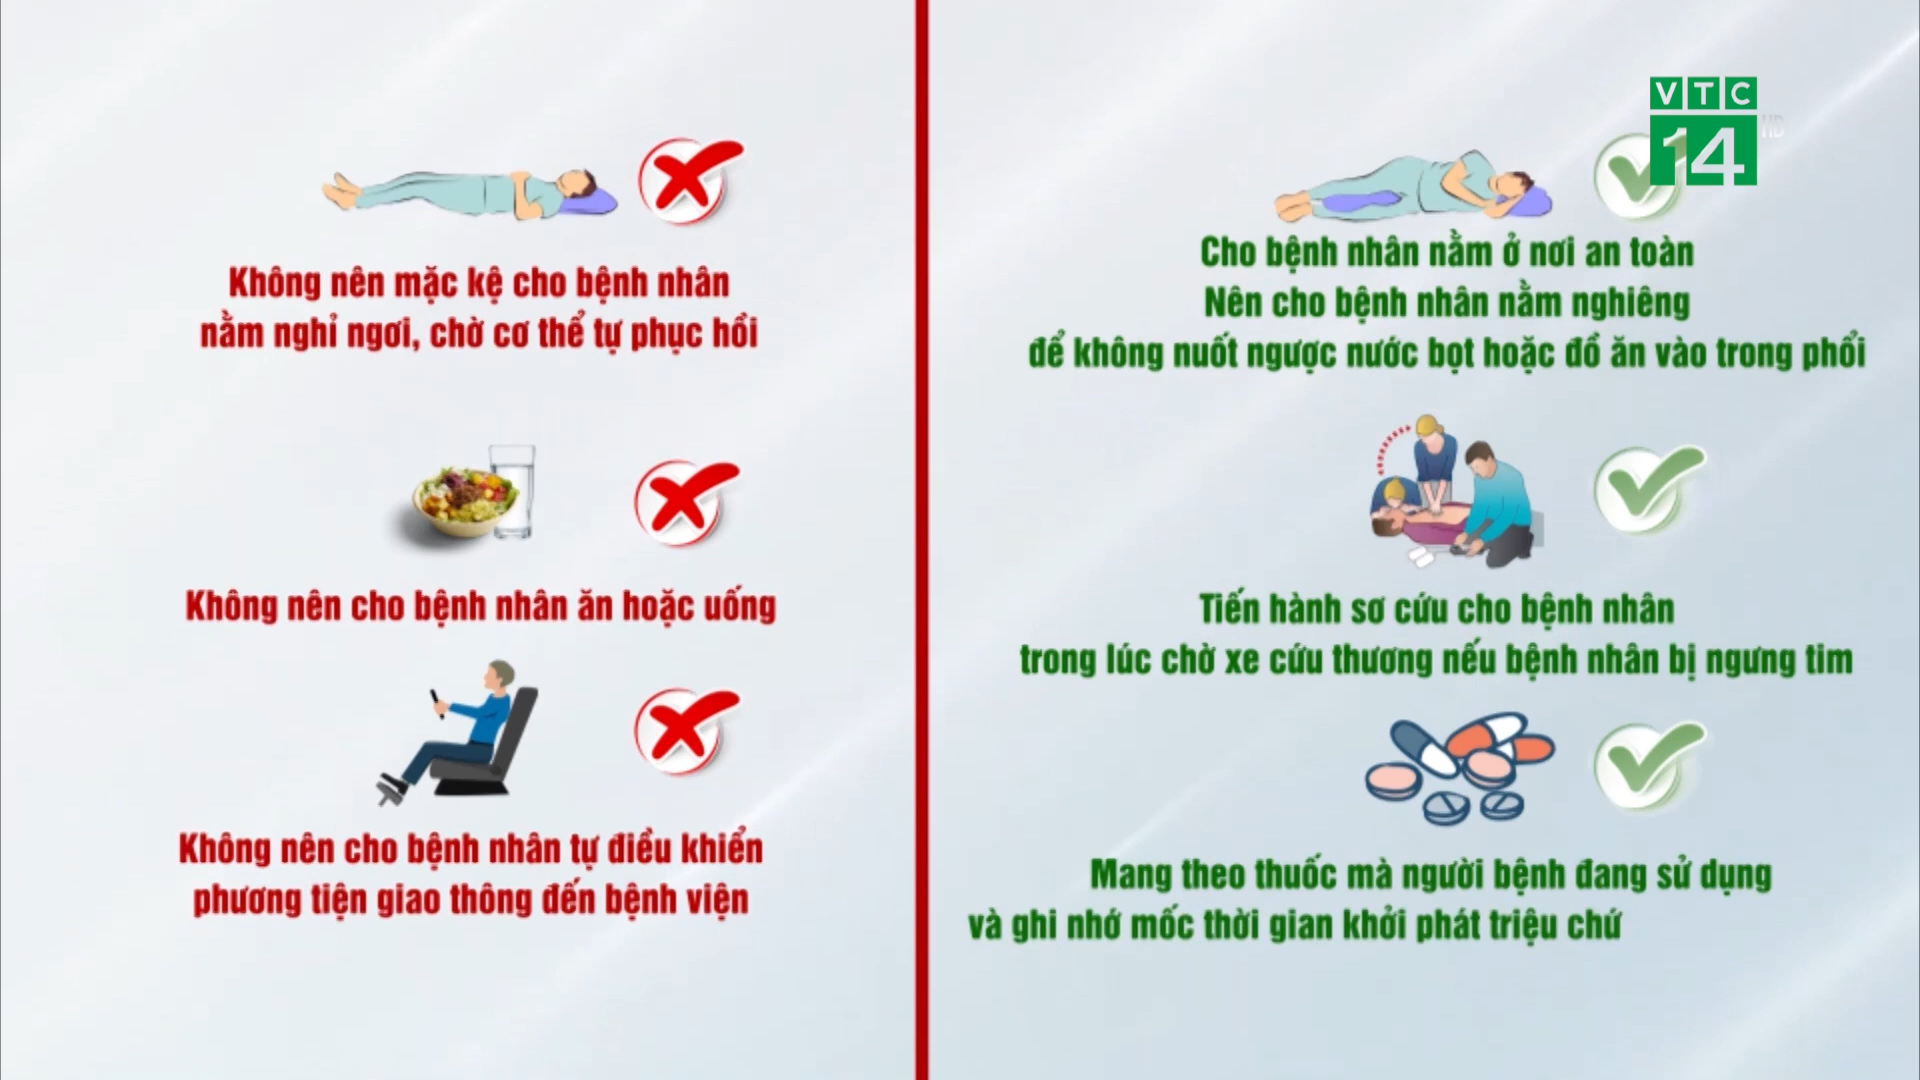 VTC
14
HD
Không nên mặc kệ cho bệnh nhân
nằm nghỉ ngơi, chờ cơ thể tự phục hồi
Không nên cho bệnh nhân ăn hoặc uống
Không nên cho bệnh nhân tự điều khiển
phương tiện giao thông đến bệnh viện
Cho bệnh nhân nằm ở nơi an toàn
Nên cho bệnh nhân nằm nghiêng
để không nuốt ngược nước bọt hoặc đồ ăn vào trong phổi
Tiến hành sơ cứu cho bệnh nhân
trong lúc chờ xe cứu thương nếu bệnh nhân bị ngưng tim
Mang theo thuốc mà người bệnh đang sử dụng
và ghi nhớ mốc thời gian khởi phát triệu chứ